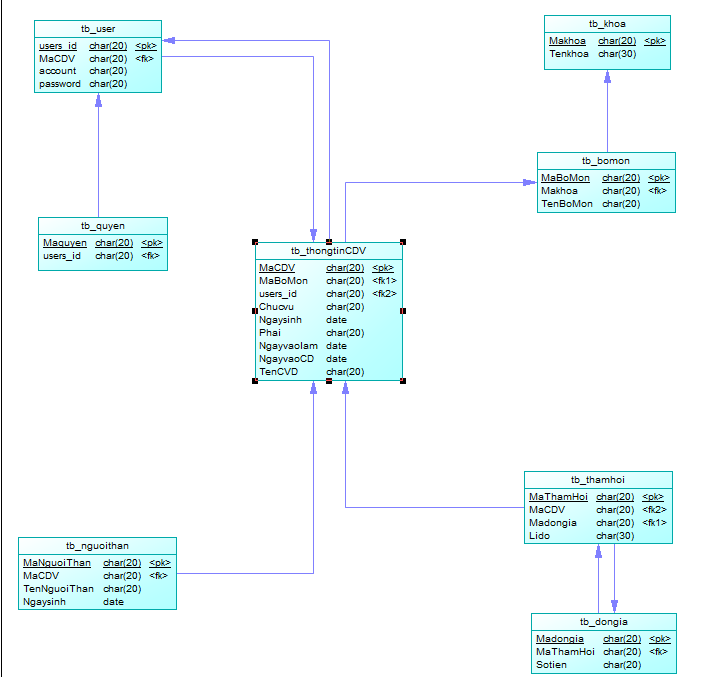 tb_user
users_id char(20) <pk>
MaCDV char(20) <fk>
account char(20)
password char(20)
tb_khoa
Makhoa char(20) <pk>
Tenkhoa char(30)
tb_bomon
MaBoMon char(20) <pk>
Makhoa char(20) <fk>
TenBoMon char(20)
tb_quyen
Maquyen char(20) <pk>
users_id char(20) <fk>
tb_thongtinCDV
MaCDV char(20) <pk>
MaBoMon char(20) <fk1>
users_id char(20) <fk2>
Chucvu char(20)
Ngaysinh date
Phai char(20)
Ngayvaolam date
NgayvaoCD date
TenCVD char(20)
tb_thamhoi
MaThamHoi char(20) <pk>
MaCDV char(20) <fk2>
Madongia char(20) <fk1>
Lido char(30)
tb_nguoithan
MaNguoiThan char(20) <pk>
MaCDV char(20) <fk>
TenNguoiThan char(20)
Ngaysinh date
tb_dongia
Madongia char(20) <pk>
MaThamHoi char(20) <fk>
Sotien char(20)